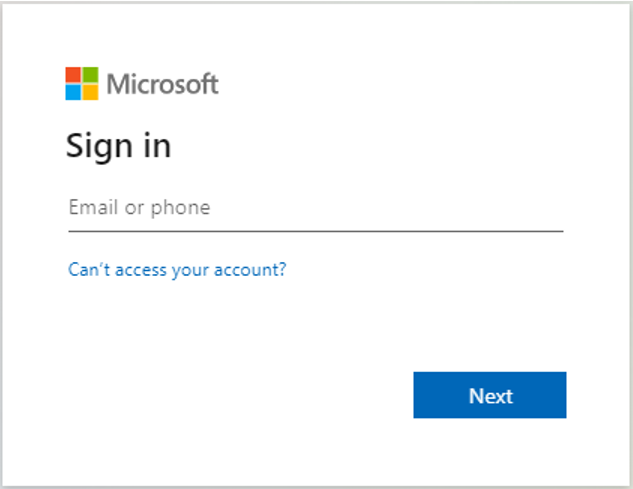 Microsoft
Sign in
Email or phone
Can't access your account?
Next